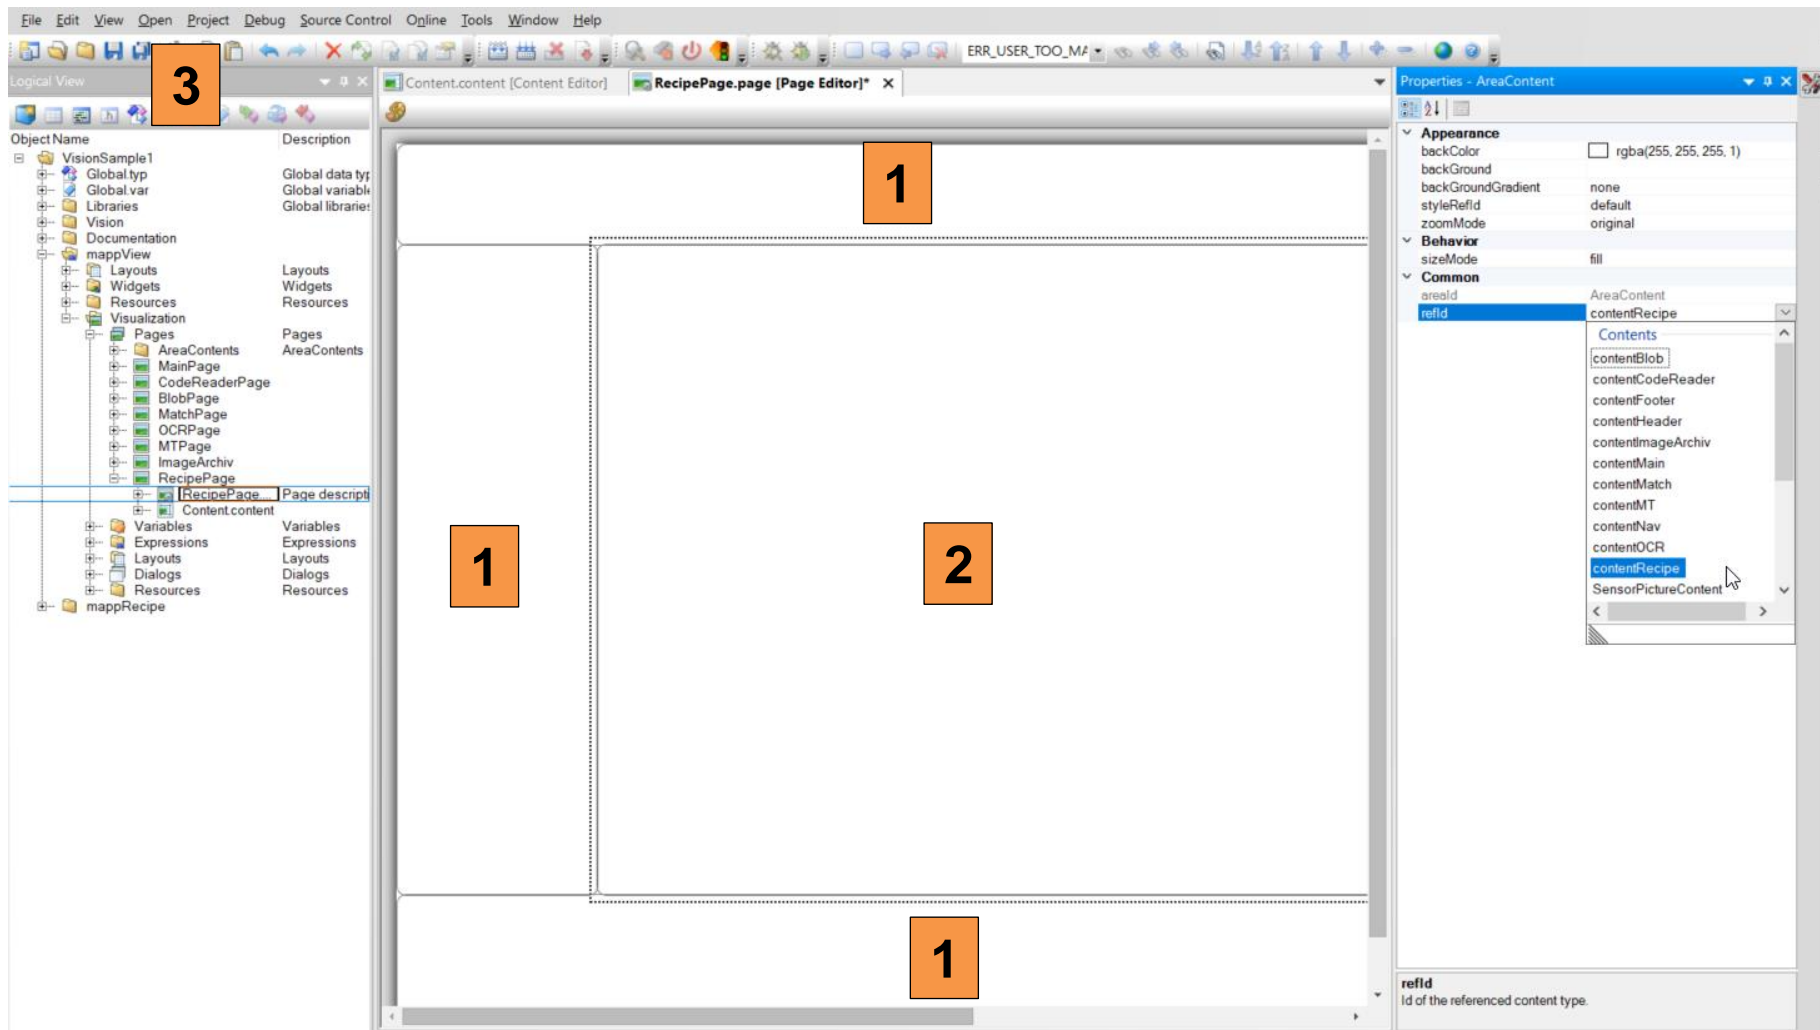 File Edit View Open Project Debug Source Control Online Tools Window Help
ERR_USER_TOO_MA
3
Logical View
Content.content [Content Editor]
RecipePage.page [Page Editor]* X
Properties - AreaContent
Object Name Description
VisionSample1
Global.typ Global data typ
Global.var Global variable
Libraries Global libraries
Vision
Documentation
mappView
Layouts Layouts
Widgets Widgets
Resources Resources
Visualization
Pages Pages
AreaContents AreaContents
MainPage
CodeReaderPage
BlobPage
MatchPage
OCRPage
MTPage
ImageArchiv
RecipePage
RecipePage.... Page descripti
Content.content
Variables Variables
Expressions Expressions
Layouts Layouts
Dialogs Dialogs
Resources Resources
mappRecipe
1
1
2
1
Appearance
backColor rgba(255, 255, 255, 1)
backGround
backGroundGradient none
styleRefId default
zoomMode original
Behavior
sizeMode fill
Common
areaId AreaContent
refId contentRecipe
Contents
contentBlob
contentCodeReader
contentFooter
contentHeader
contentImageArchiv
contentMain
contentMatch
contentMT
contentNav
contentOCR
contentRecipe
SensorPictureContent
refId
Id of the referenced content type.